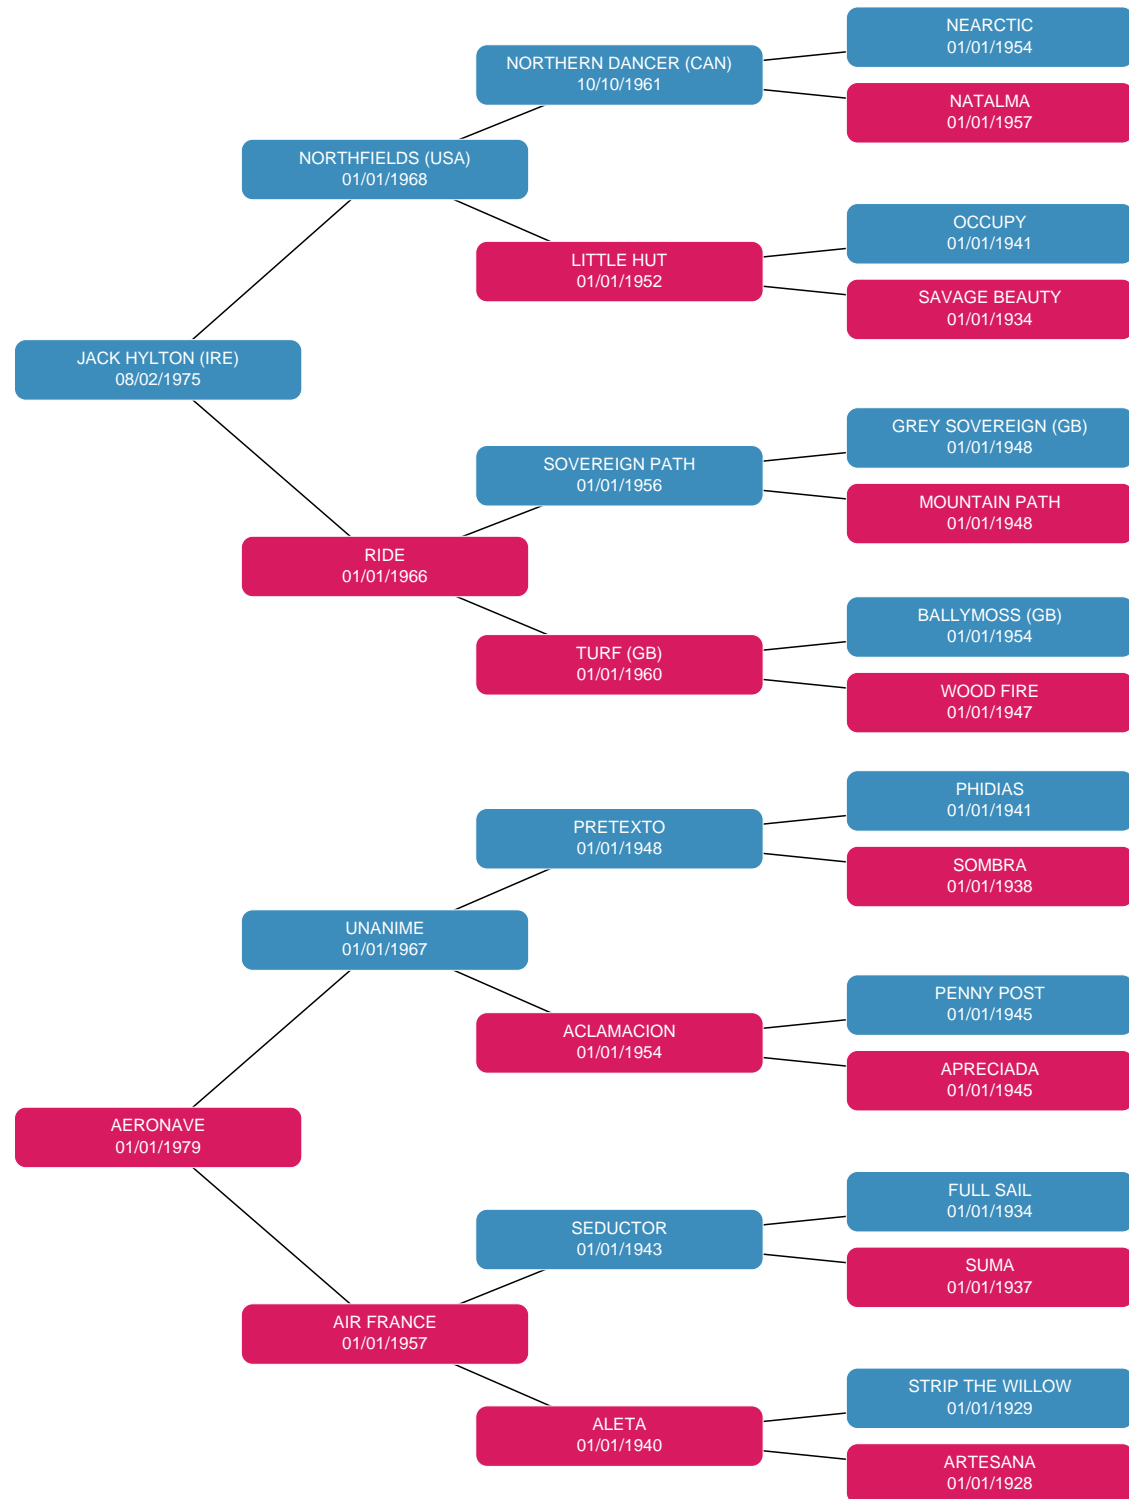 NEARCTIC
01/01/1954
NORTHERN DANCER (CAN)
10/10/1961
NATALMA
01/01/1957
NORTHFIELDS (USA)
01/01/1968
OCCUPY
01/01/1941
LITTLE HUT
01/01/1952
SAVAGE BEAUTY
01/01/1934
JACK HYLTON (IRE)
08/02/1975
GREY SOVEREIGN (GB)
01/01/1948
SOVEREIGN PATH
01/01/1956
MOUNTAIN PATH
01/01/1948
RIDE
01/01/1966
BALLYMOSS (GB)
01/01/1954
TURF (GB)
01/01/1960
WOOD FIRE
01/01/1947
PHIDIAS
01/01/1941
PRETEXTO
01/01/1948
SOMBRA
01/01/1938
UNANIME
01/01/1967
PENNY POST
01/01/1945
ACLAMACION
01/01/1954
APRECIADA
01/01/1945
AERONAVE
01/01/1979
FULL SAIL
01/01/1934
SEDUCTOR
01/01/1943
SUMA
01/01/1937
AIR FRANCE
01/01/1957
STRIP THE WILLOW
01/01/1929
ALETA
01/01/1940
ARTESANA
01/01/1928